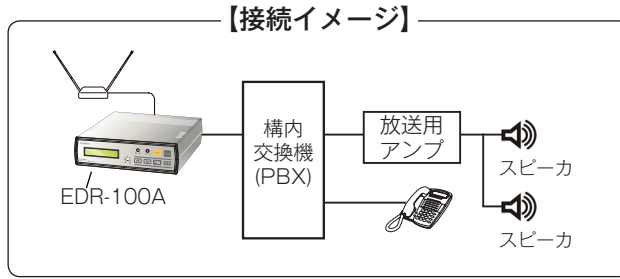 【接続イメージ】
構内
交換機
(PBX)
放送用
アンプ
スピーカ
EDR-100A
スピーカ